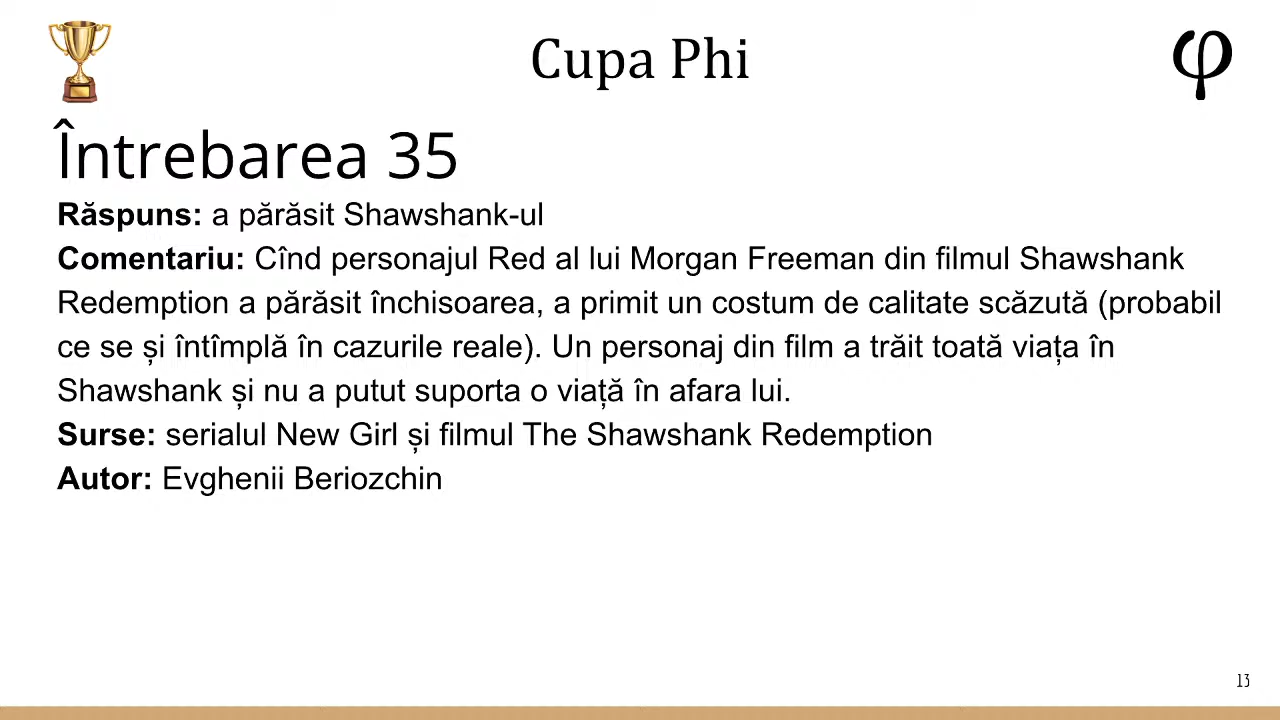 Cupa Phi
φ
Întrebarea 35
Răspuns: a părăsit Shawshank-ul
Comentariu: Cînd personajul Red al lui Morgan Freeman din filmul Shawshank
Redemption a părăsit închisoarea, a primit un costum de calitate scăzută (probabil
ce se și întîmplă în cazurile reale). Un personaj din film a trăit toată viața în
Shawshank și nu a putut suporta o viață în afara lui.
Surse: serialul New Girl și filmul The Shawshank Redemption
Autor: Evghenii Beriozchin
13